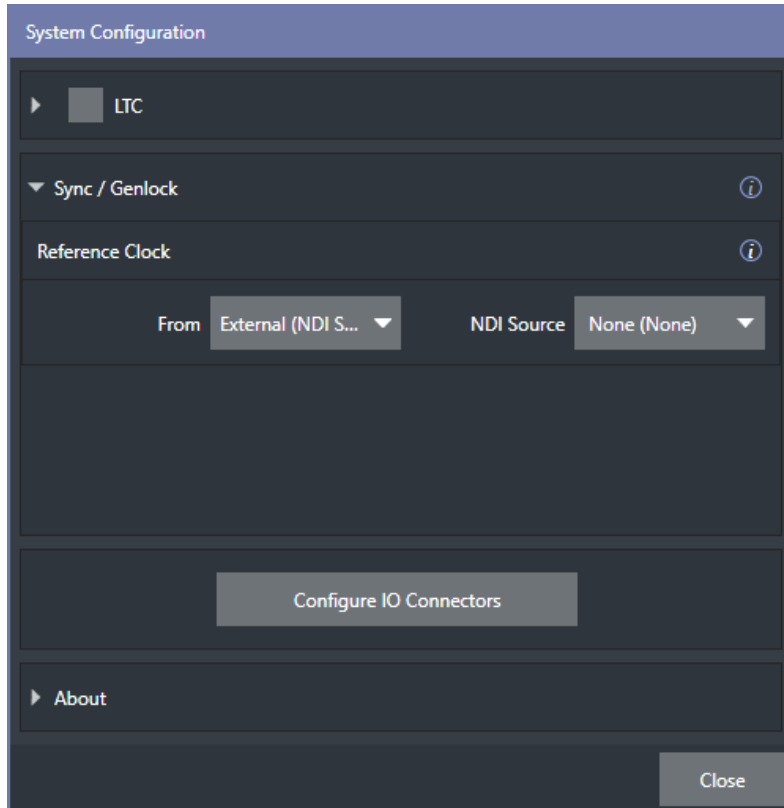 System Configuration
LTC
Sync / Genlock
Reference Clock
From External (NDI S... NDI Source None (None)
Configure IO Connectors
About
Close